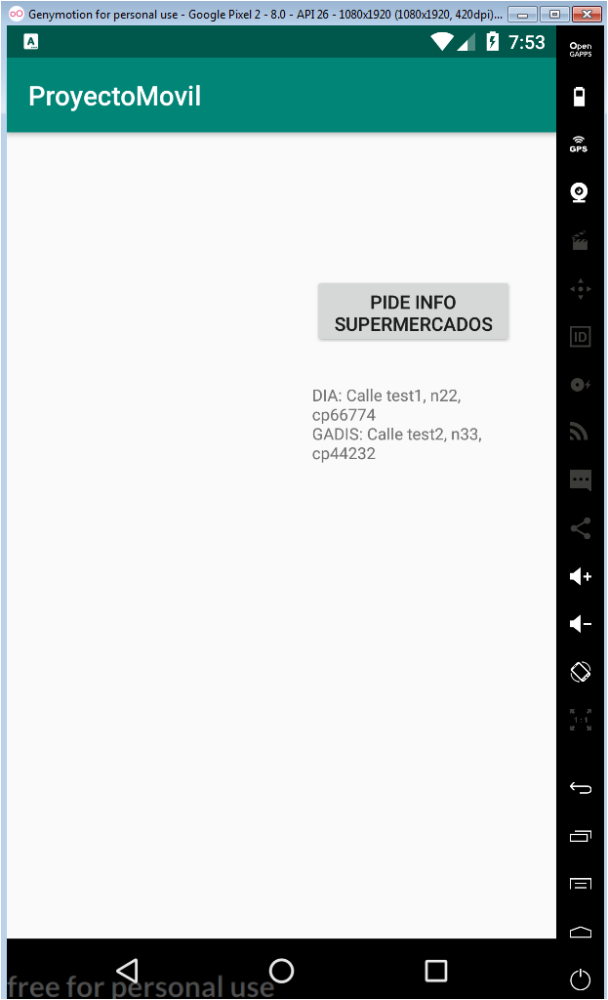 Genymotion for personal use - Google Pixel 2 - 8.0 - API 26 - 1080x1920 (1080x1920, 420dpi)...
A
7:53
Open
GAPPS
ProyectoMovil
GPS
PIDE INFO
SUPERMERCADOS
ID
DIA: Calle test1, n22,
cp66774
GADIS: Calle test2, n33,
cp44232
1:1
free for personal use